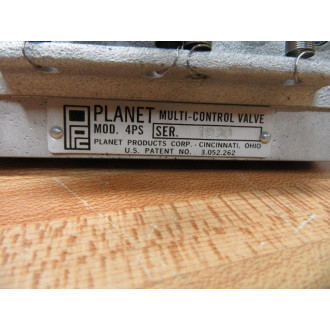 PLANET MULTI-CONTROL VALVE
MOD. 4PS SER.
PLANET PRODUCTS CORP. - CINCINNATI, OHIO
U.S. PATENT NO. 3.052.262